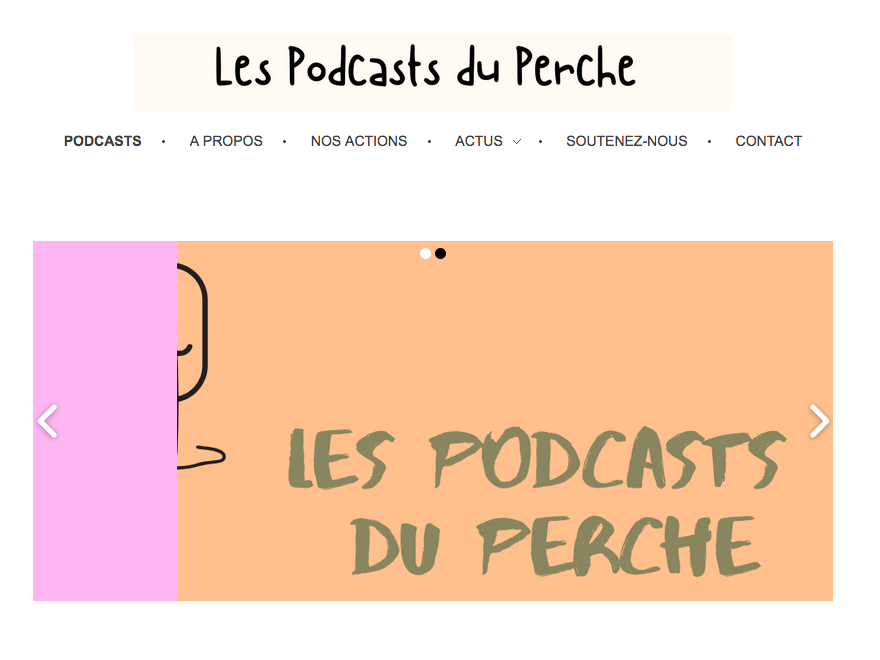 Les Podcasts du Perche
PODCASTS • A PROPOS • NOS ACTIONS • ACTUS • SOUTENEZ-NOUS • CONTACT
LES PODCASTS
DU PERCHE